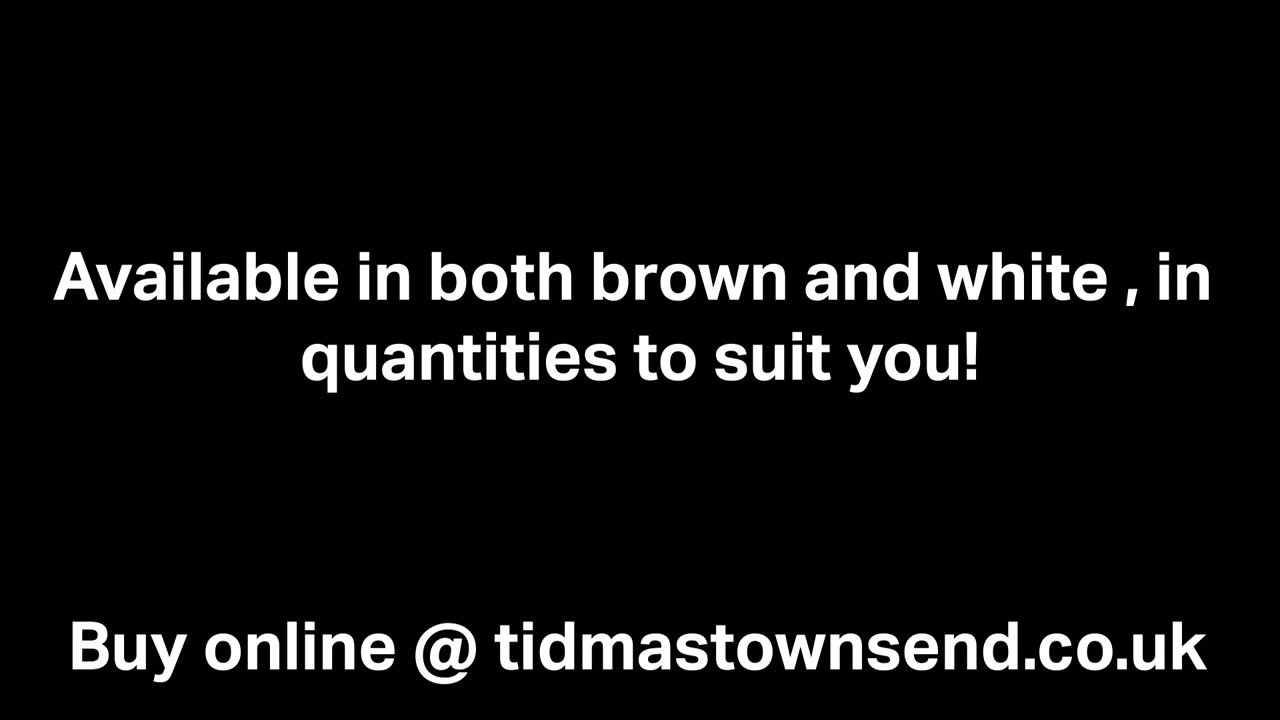 Available in both brown and white , in
quantities to suit you!
Buy online @ tidmastownsend.co.uk